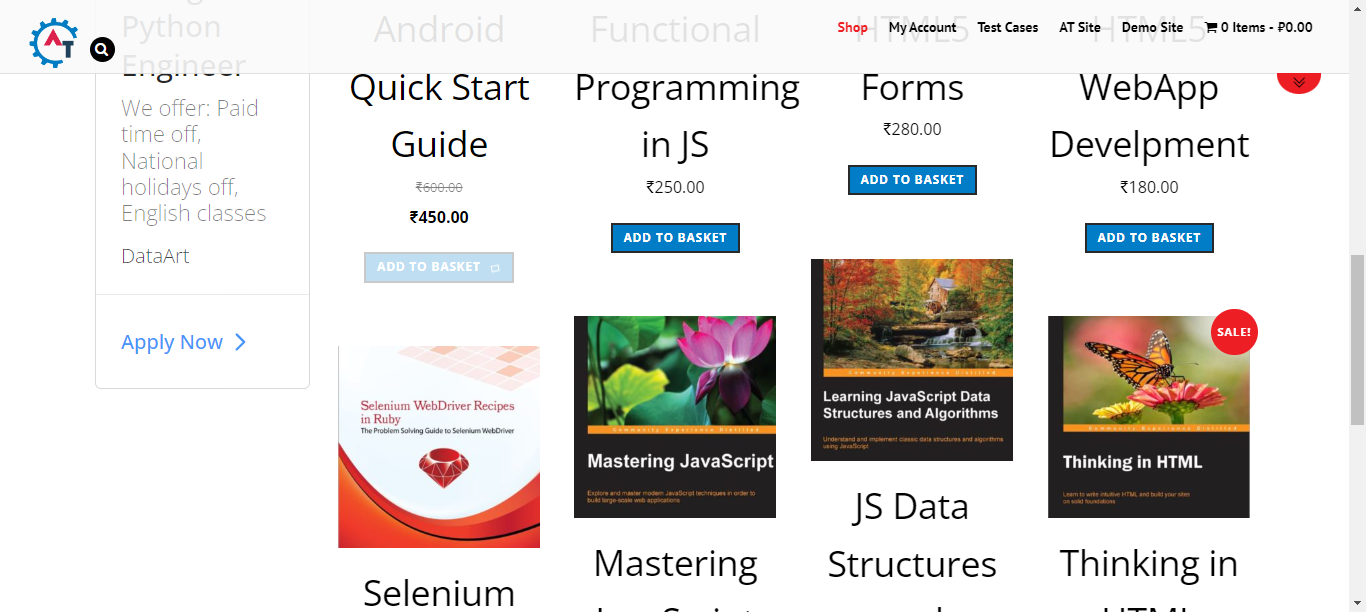 AT
Shop
My Account
Test Cases
AT Site
Demo Site
0 Items - ₽0.00
Python
Engineer
We offer: Paid
time off,
National
holidays off,
English classes
DataArt
Apply Now
Android
Quick Start
Guide
₹600.00
₹450.00
ADD TO BASKET
Functional
Programming
in JS
₹250.00
ADD TO BASKET
HTML5
Forms
₹280.00
ADD TO BASKET
HTML5
WebApp
Develpment
₹180.00
ADD TO BASKET
Selenium WebDriver Recipes
in Ruby
The Problem Solving Guide to Selenium WebDriver
Selenium
Community Experience Distilled
Mastering JavaScript
Explore and master modern JavaScript techniques in order to
build large-scale web applications
Mastering
JavaScript
Community Experience Distilled
Learning JavaScript Data
Structures and Algorithms
Understand and implement classic data structures and algorithms
using JavaScript
JS Data
Structures
SALE!
Community Experience Distilled
Thinking in HTML
Learn to write intuitive HTML and build your sites
on solid foundations
Thinking in
HTML